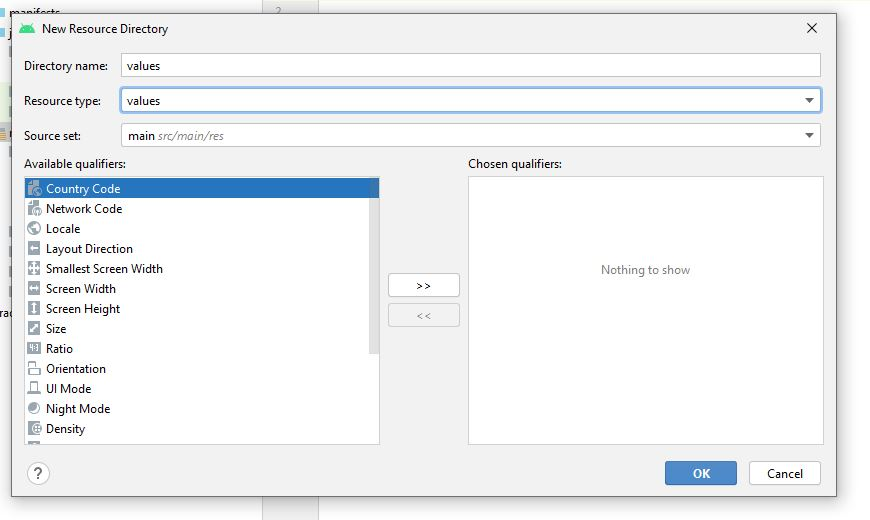 manifests
2
New Resource Directory
Directory name: values
Resource type: values
Source set: main src/main/res
Available qualifiers:
Chosen qualifiers:
Country Code
Network Code
Locale
Layout Direction
Smallest Screen Width
Screen Width
Screen Height
Size
Ratio
Orientation
UI Mode
Night Mode
Density
>>
<<
Nothing to show
?
OK
Cancel